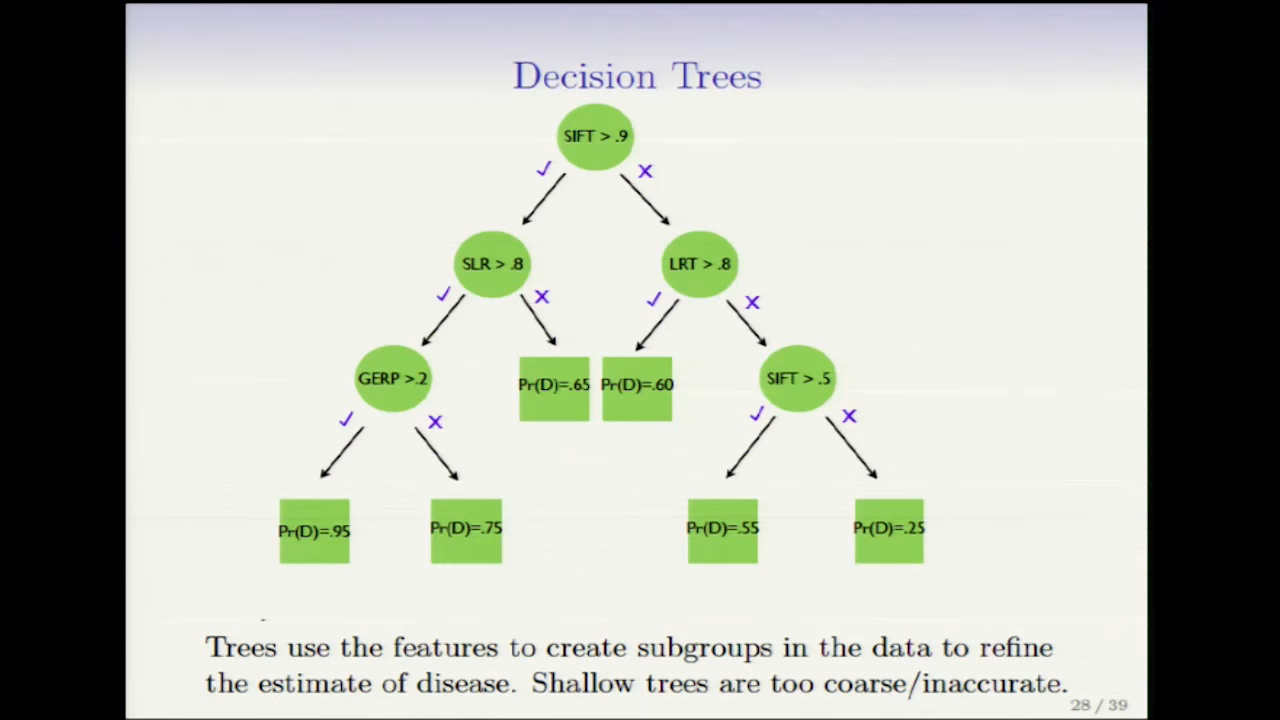 Decision Trees
SIFT > .9
✓ X
SLR > .8
LRT > .8
✓ X
✓ X
GERP >.2
Pr(D)=.65
Pr(D)=.60
SIFT > .5
✓ X
✓ X
Pr(D)=.95
Pr(D)=.75
Pr(D)=.55
Pr(D)=.25
Trees use the features to create subgroups in the data to refine
the estimate of disease. Shallow trees are too coarse/inaccurate.
28 / 39